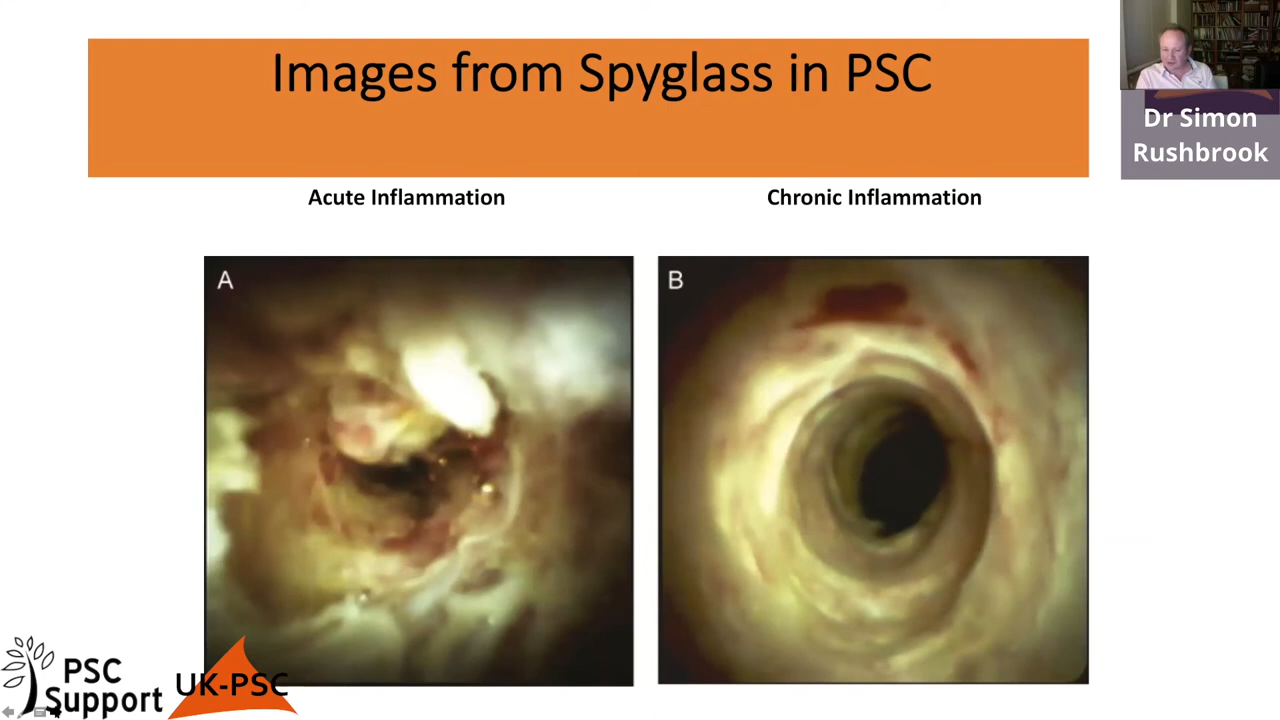 Images from Spyglass in PSC
Dr Simon
Rushbrook
Acute Inflammation
Chronic Inflammation
A
B
PSC
Support
UK-PSC